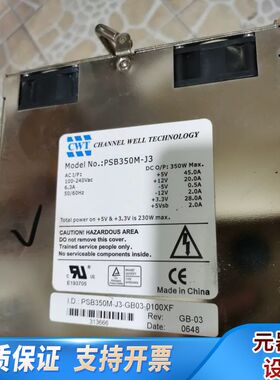 CWT CHANNEL WELL TECHNOLOGY
Model No.:PSB350M-J3
AC I/P:
100-240Vac
6.3A
50/60Hz
DC O/P: 350W Max.
+5V 45.0A
+12V 20.0A
-5V 0.5A
-12V 2.0A
+3.3V 28.0A
+5Vsb 2.0A
Total power on +5V & +3.3V is 230W max.
CAUTION! HAZARDOUS AREA
Do not remove this cover.
Trained service people only.
No serviceable components inside.
E193705
I.D.: PSB350M-J3-GB03-0100XF
313666
Rev: GB-03
Date: 0648
元器
质保证 支持开票
设